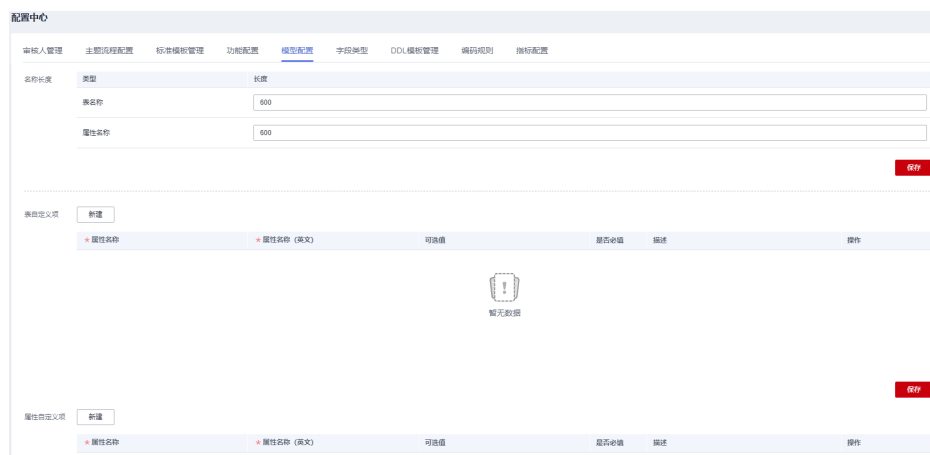 配置中心
审核人管理 主题流程配置 标准模板管理 功能配置 模型配置 字段类型 DDL模板管理 编码规则 指标配置
名称长度 类型 长度
表名称 600
属性名称 600
保存
表自定义项 新建
* 属性名称 * 属性名称（英文） 可选值 是否必填 描述 操作
暂无数据
保存
属性自定义项 新建
* 属性名称 * 属性名称（英文） 可选值 是否必填 描述 操作